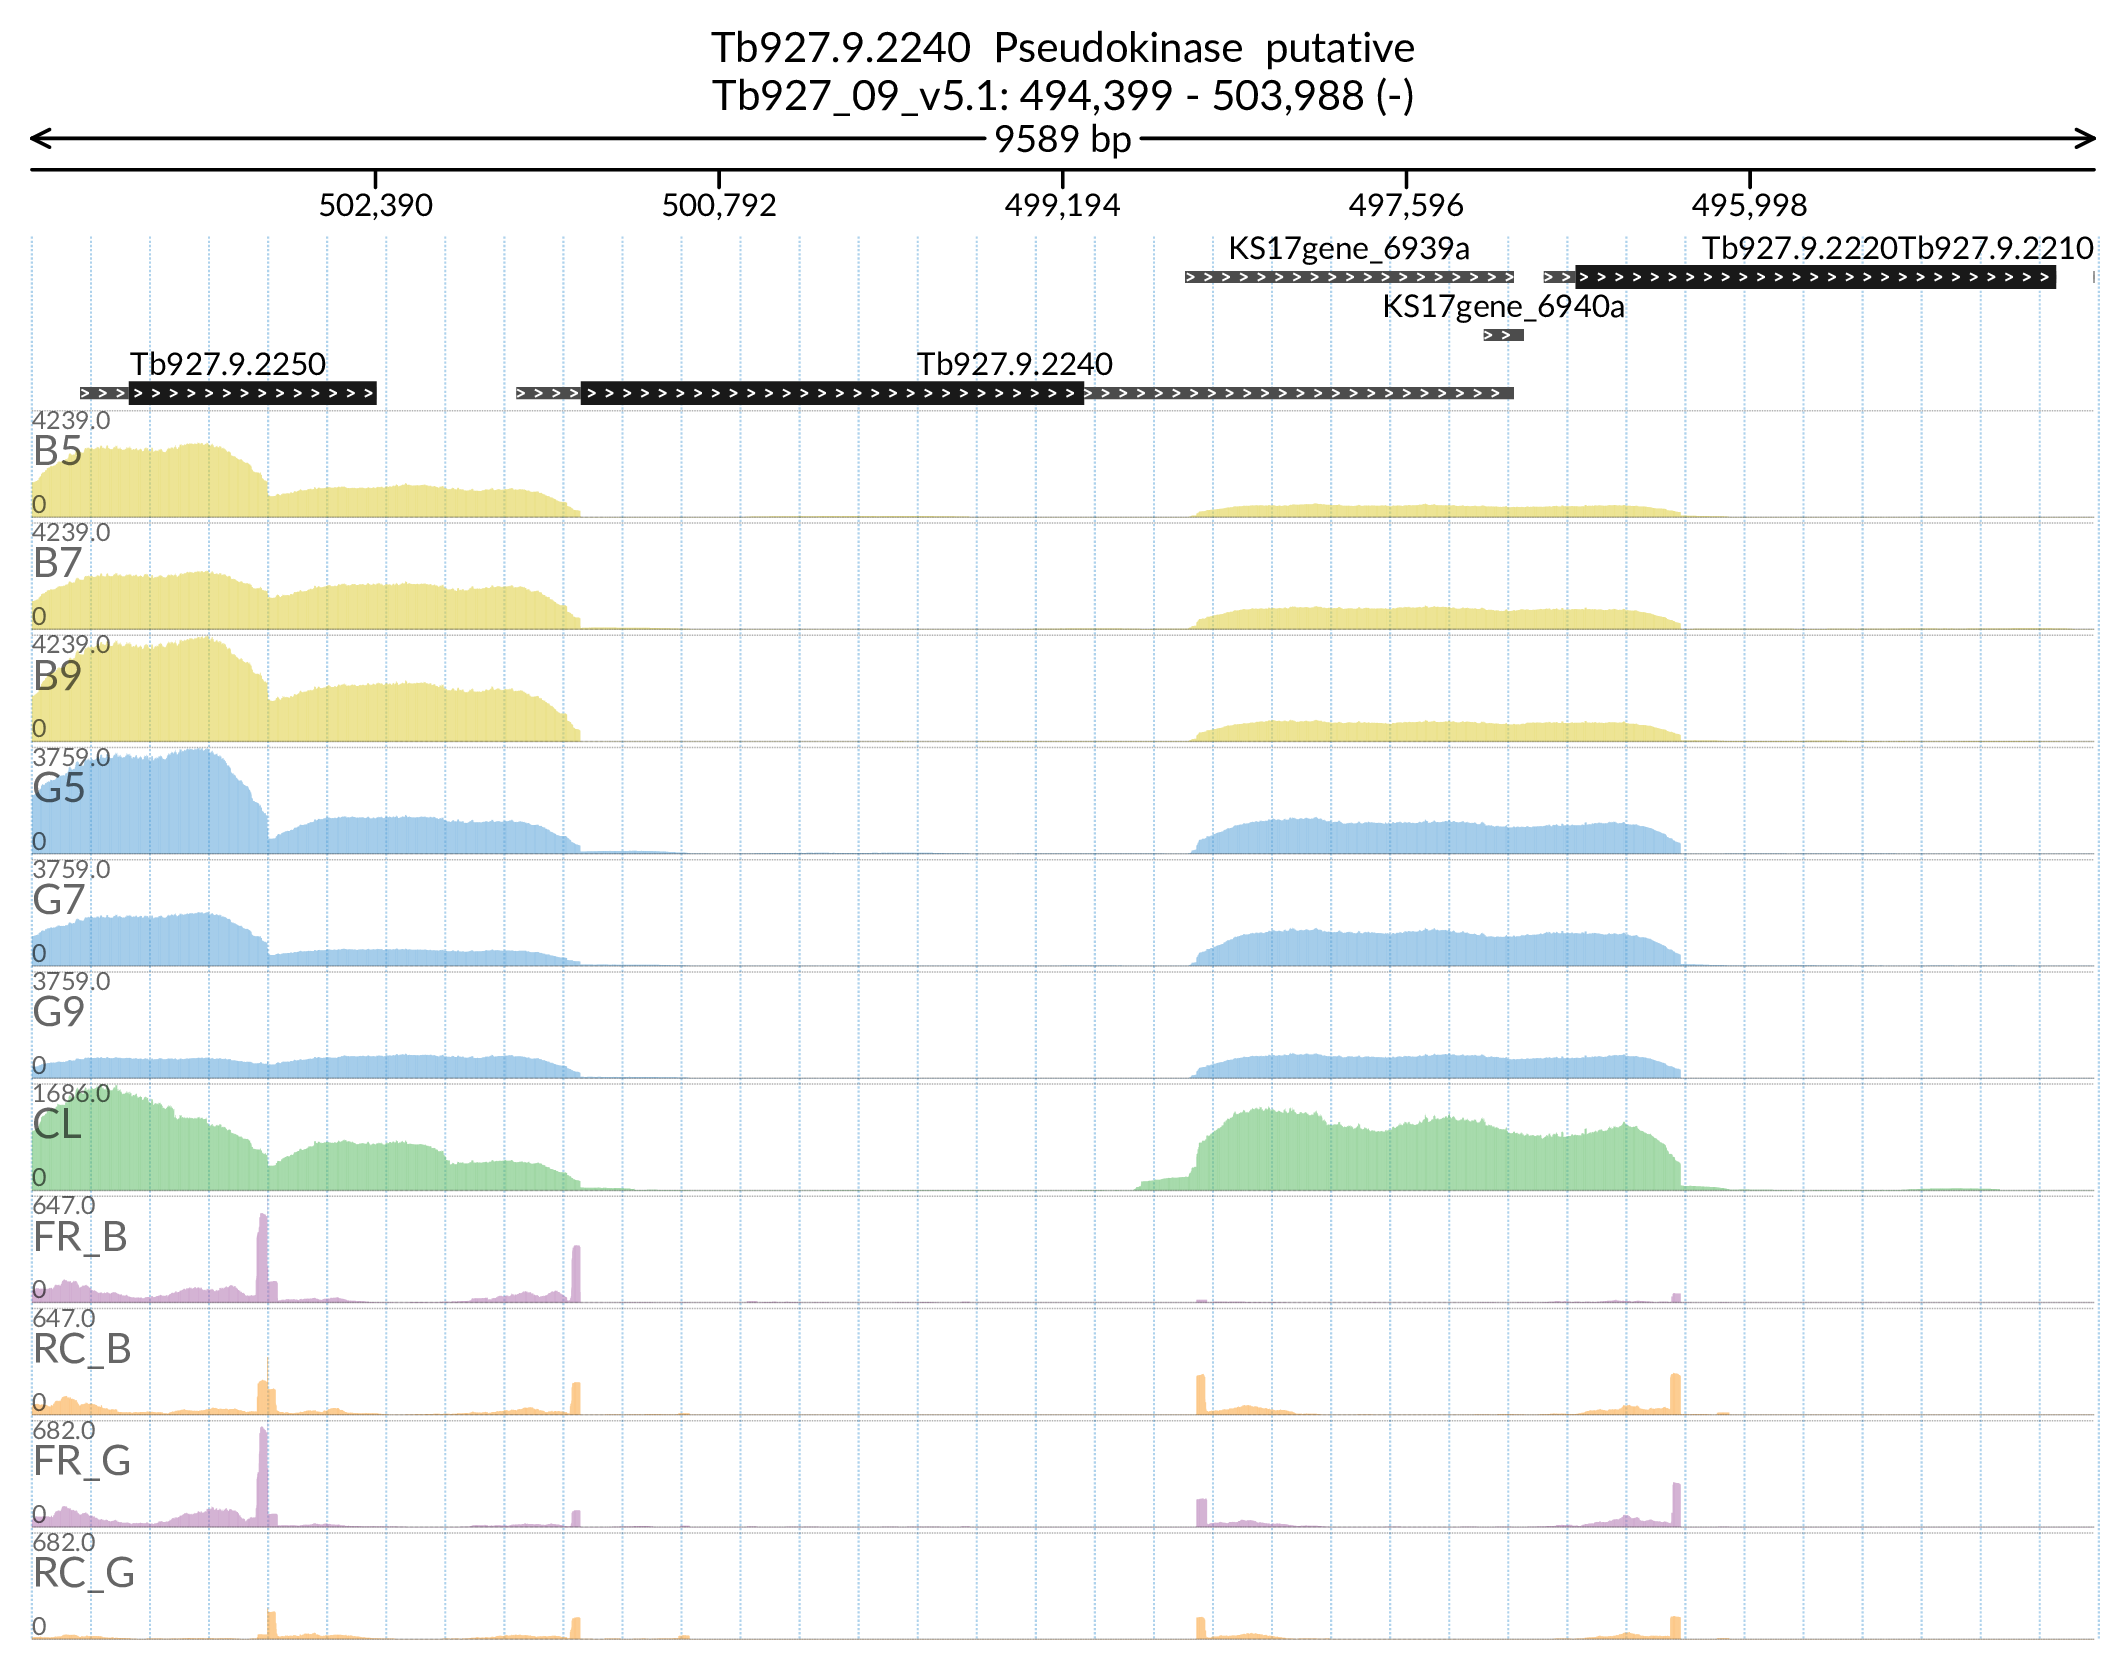 Tb927.9.2240 Pseudokinase putative
Tb927_09_v5.1: 494,399 - 503,988 (-)
9589 bp
502,390 500,792 499,194 497,596 495,998
KS17gene_6939a Tb927.9.2220 Tb927.9.2210
KS17gene_6940a
Tb927.9.2250 Tb927.9.2240
4239.0
B5
0
4239.0
B7
0
4239.0
B9
0
3759.0
G5
0
3759.0
G7
0
3759.0
G9
0
1686.0
CL
0
647.0
FR_B
0
647.0
RC_B
0
682.0
FR_G
0
682.0
RC_G
0